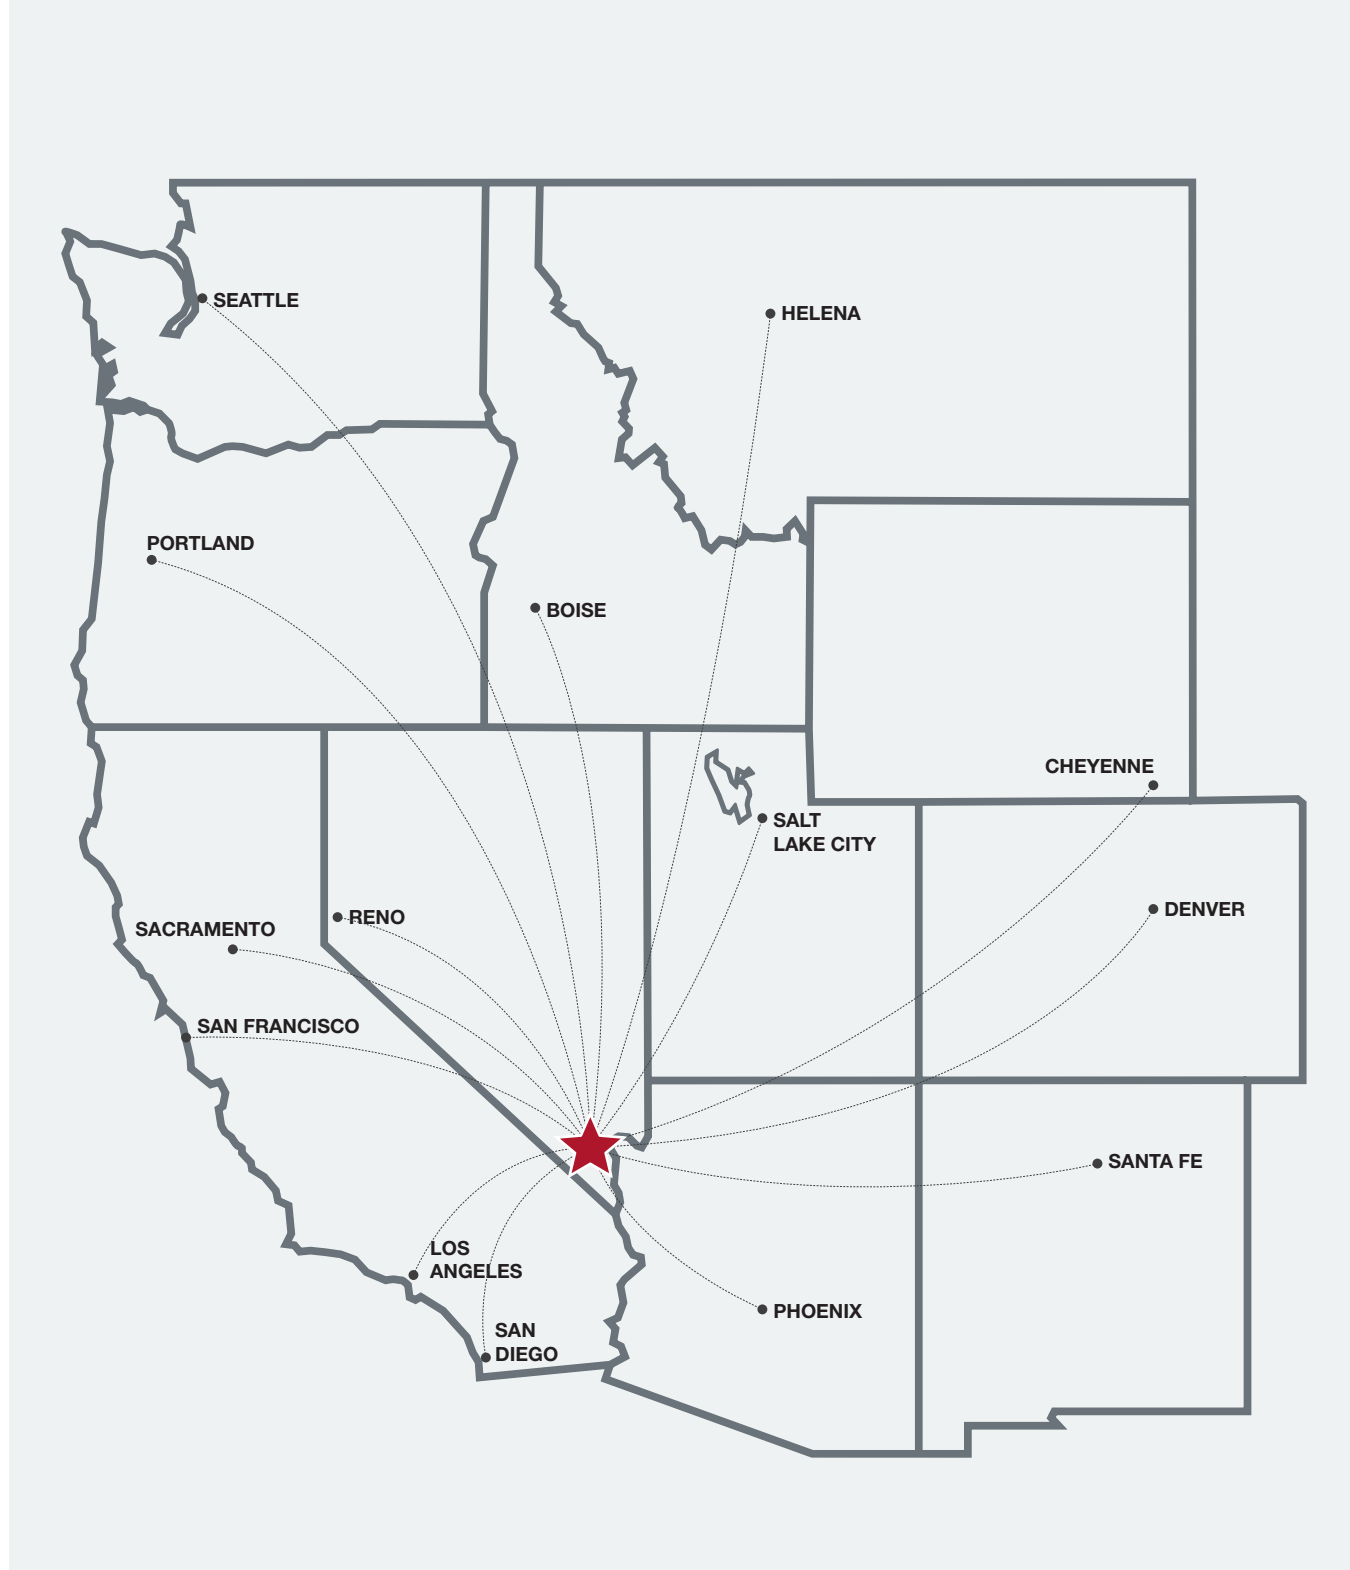 SEATTLE
HELENA
PORTLAND
BOISE
CHEYENNE
SALT
LAKE CITY
DENVER
RENO
SACRAMENTO
SAN FRANCISCO
SANTA FE
LOS
ANGELES
PHOENIX
SAN
DIEGO